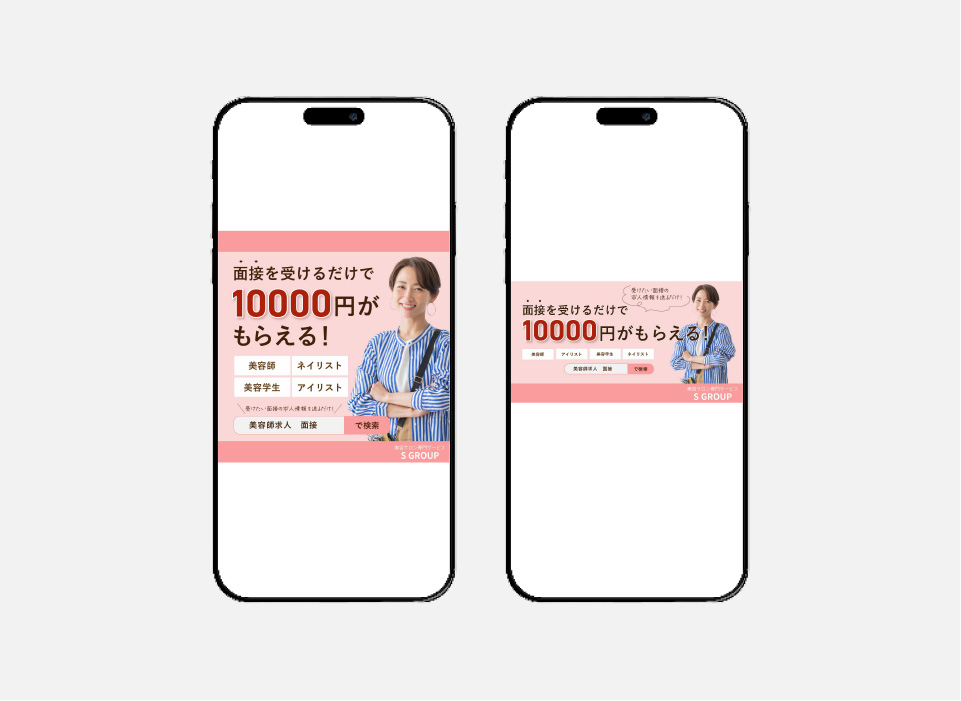 面接を受けるだけで
10000円が
もらえる!
美容師
ネイリスト
美容学生
アイリスト
受けたい面接の求人情報を送るだけ!
美容師求人 面接
で検索
美容サロン専門サービス
S GROUP
受けたい面接の
求人情報を送るだけ!
面接を受けるだけで
10000円がもらえる!
美容師
アイリスト
美容学生
ネイリスト
美容師求人 面接
で検索
美容サロン専門サービス
S GROUP